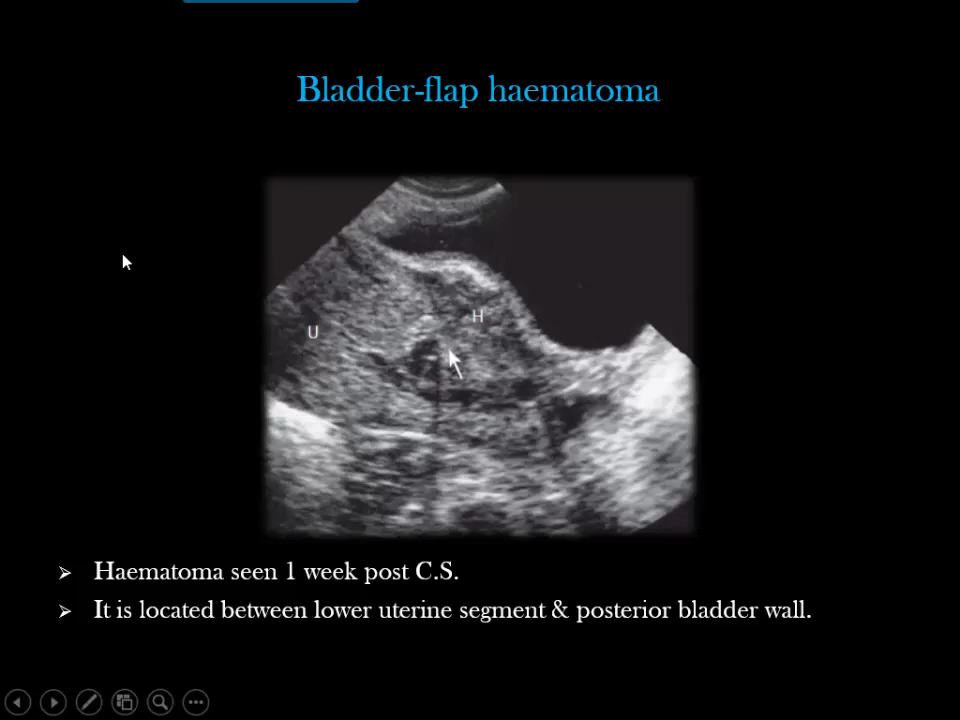 Bladder-flap haematoma
H
U
Haematoma seen 1 week post C.S.
It is located between lower uterine segment & posterior bladder wall.